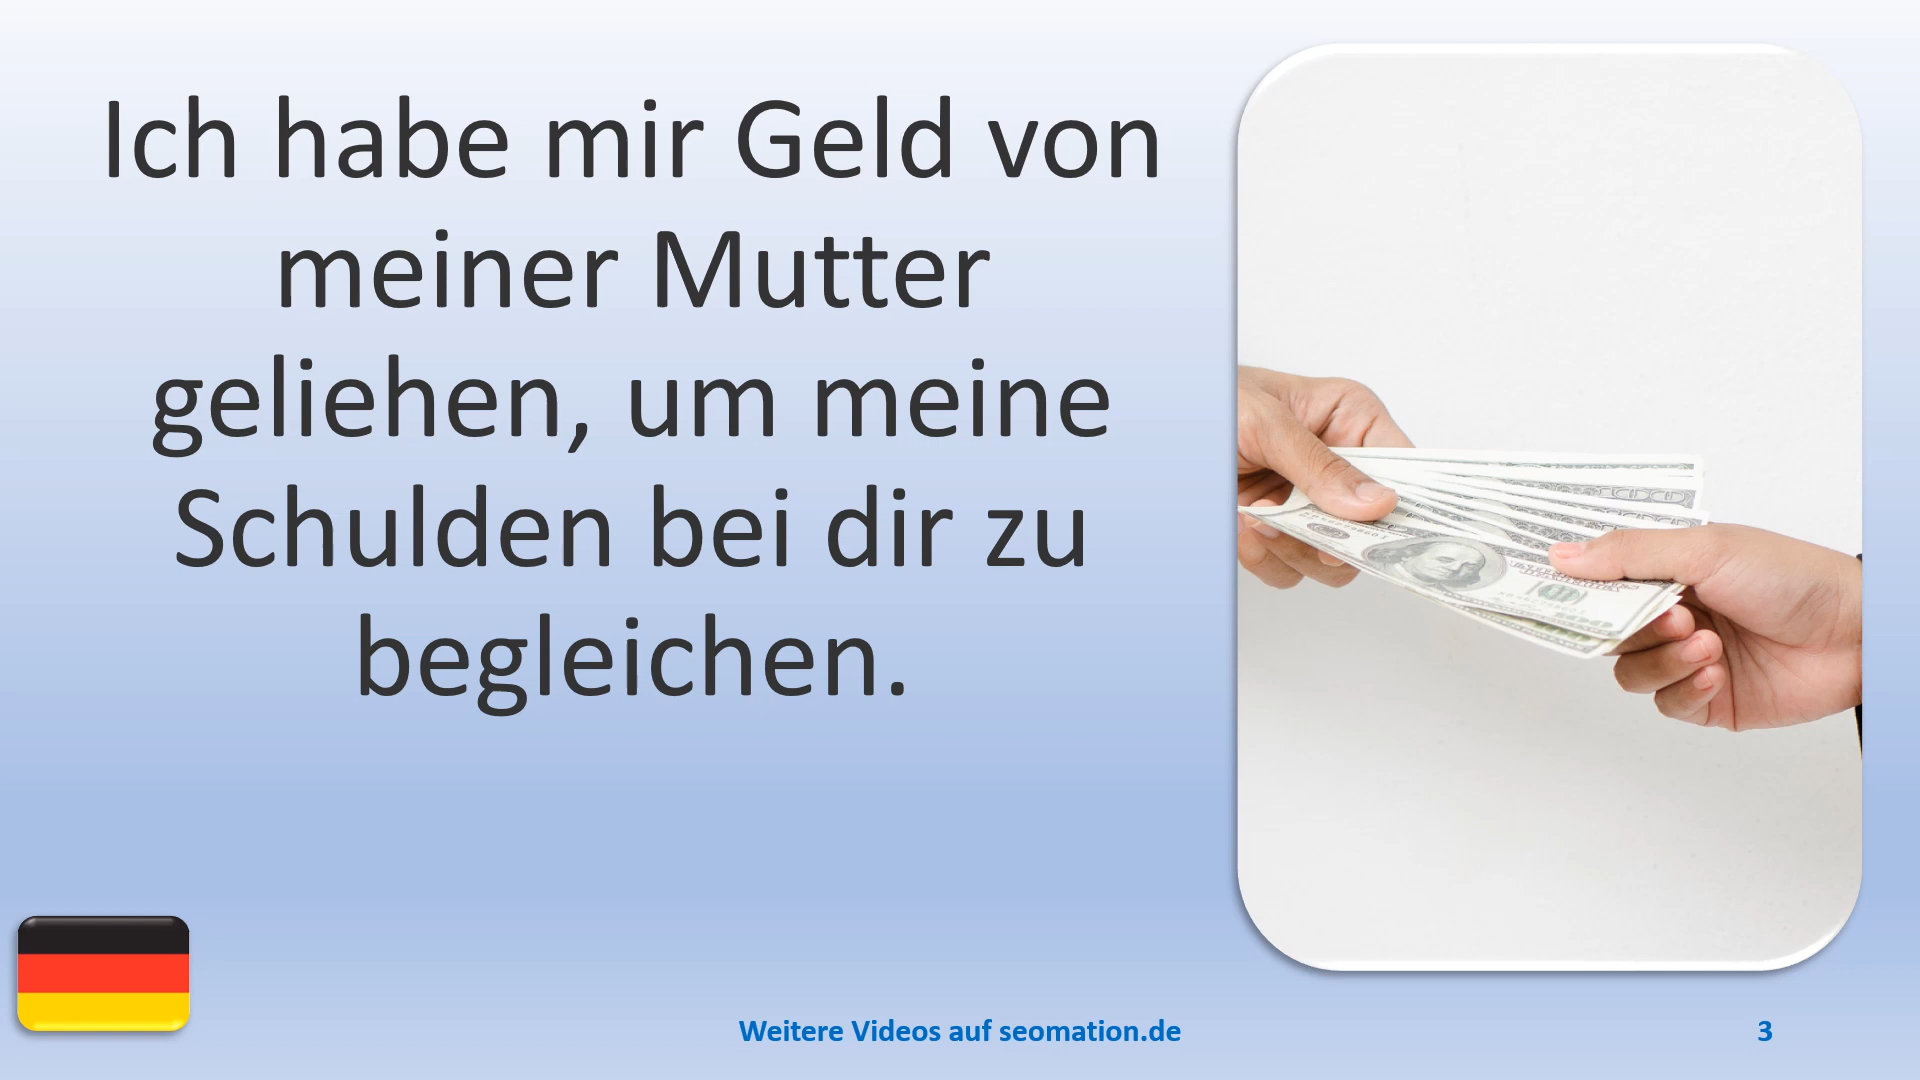 Ich habe mir Geld von
meiner Mutter
geliehen, um meine
Schulden bei dir zu
begleichen.
Weitere Videos auf seomation.de
3